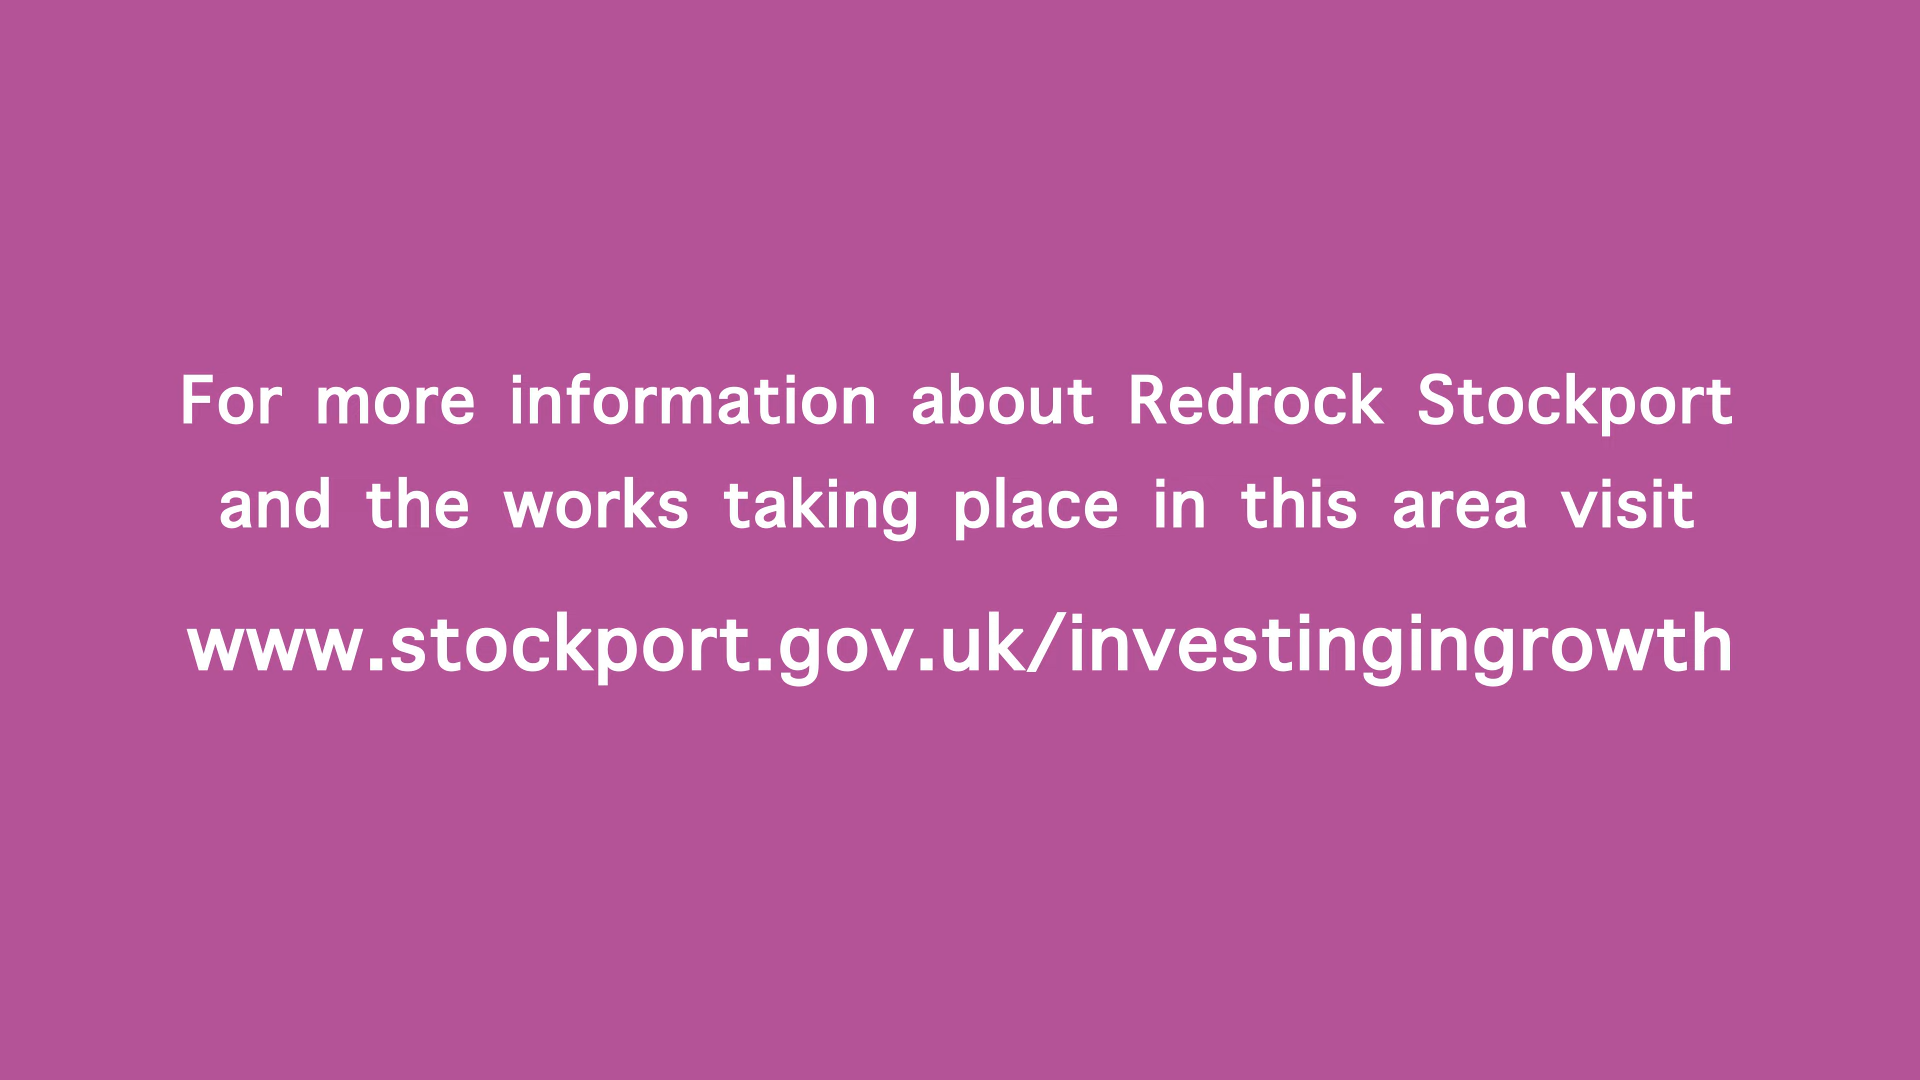 For more information about Redrock Stockport
and the works taking place in this area visit
www.stockport.gov.uk/investingingrowth